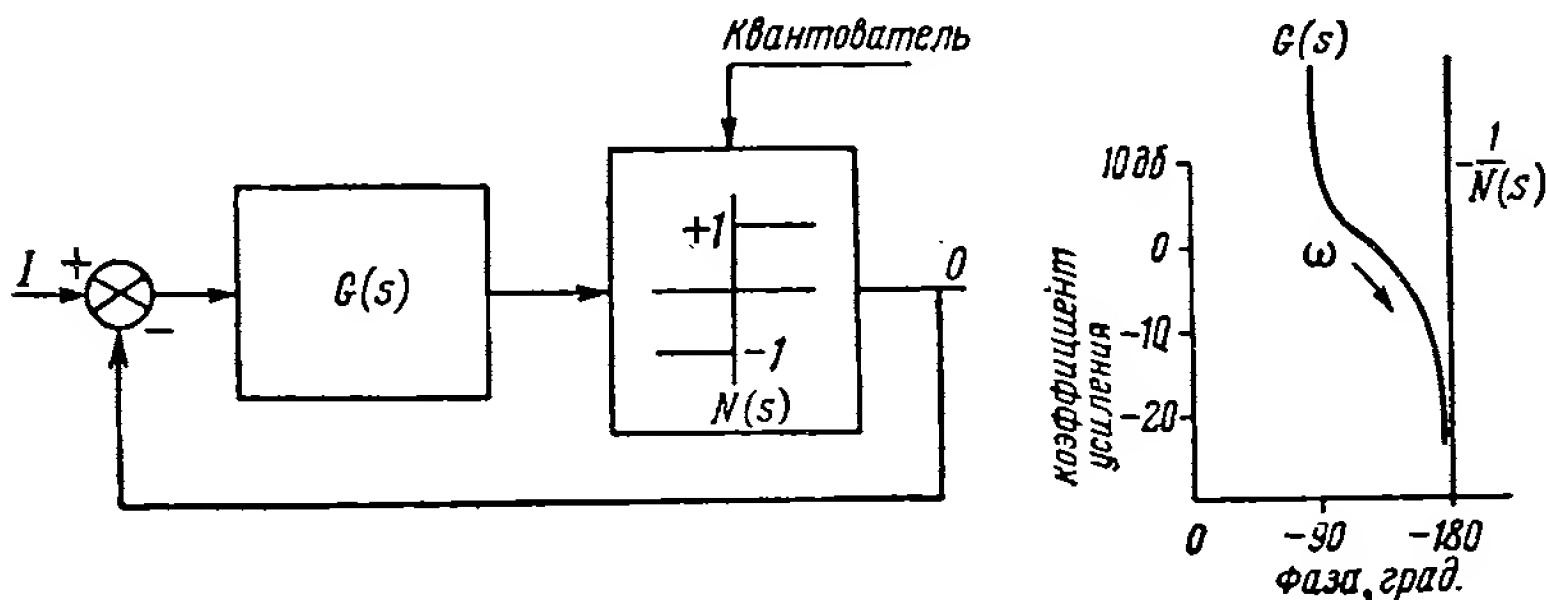 Квантователь
I
+
−
G(s)
+1
−1
N(s)
0
G(s)
10 дб
0
−10
−20
коэффициент
усиления
ω
−1/N(s)
0
−90
−180
Фаза, град.